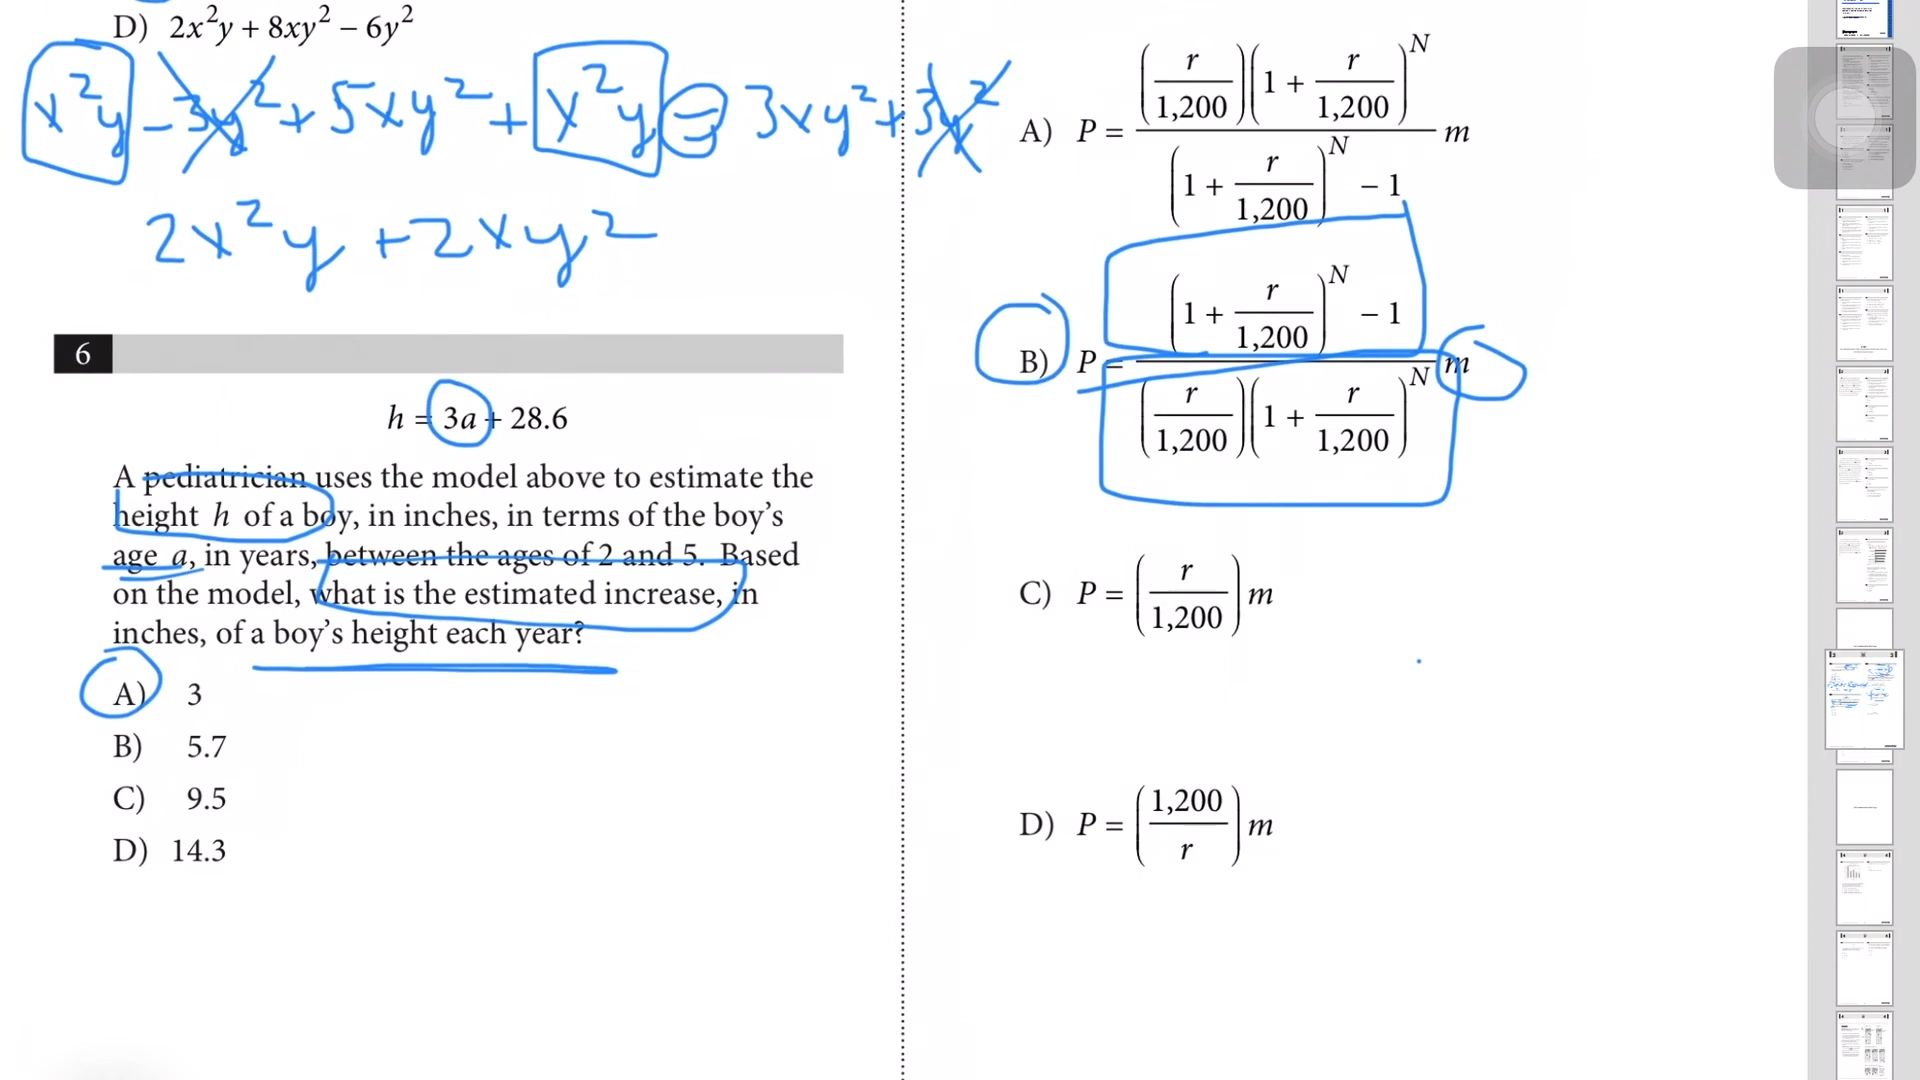 D) 2x²y + 8xy² − 6y²
x²y − 3y² + 5xy² + x²y = 3xy² + 3y²
2x²y + 2xy²
6
h = 3a + 28.6
A pediatrician uses the model above to estimate the
height h of a boy, in inches, in terms of the boy’s
age a, in years, between the ages of 2 and 5. Based
on the model, what is the estimated increase, in
inches, of a boy’s height each year?
A) 3
B) 5.7
C) 9.5
D) 14.3
A) P = ((r/1,200)(1 + r/1,200)^N)/((1 + r/1,200)^N − 1) m
B) P = ((1 + r/1,200)^N − 1)/((r/1,200)(1 + r/1,200)^N) m
C) P = (r/1,200) m
D) P = (1,200/r) m